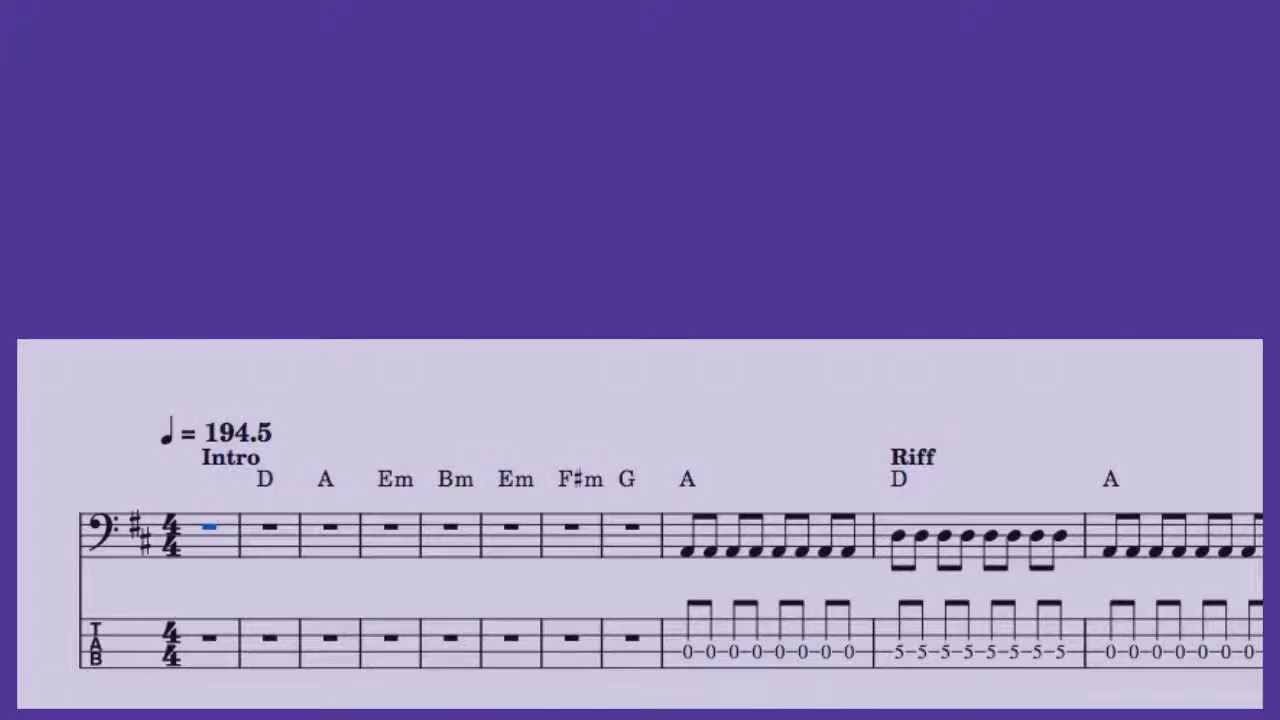 ♩ = 194.5
Intro Riff
D A Em Bm Em F♯m G A D A
4
4
T
A
B
4
4
0 0 0 0 0 0 0 0 5 5 5 5 5 5 5 5 0 0 0 0 0 0 0